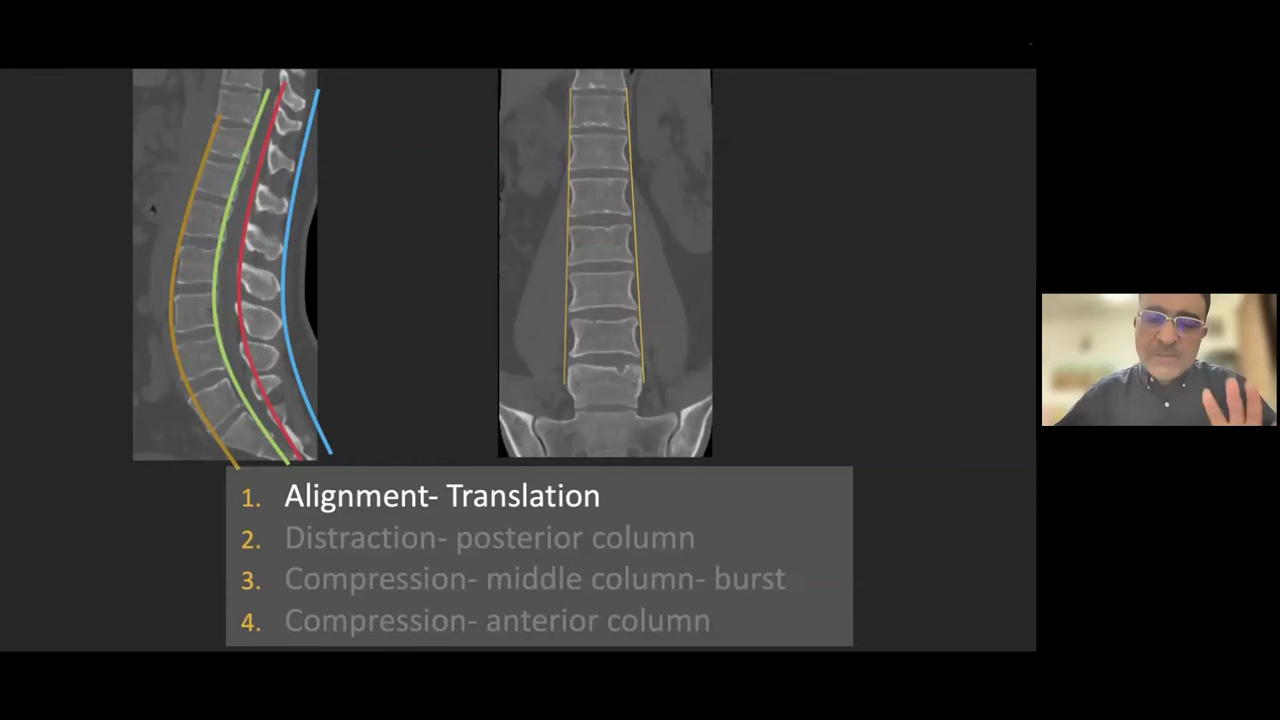 1. Alignment- Translation
2. Distraction- posterior column
3. Compression- middle column- burst
4. Compression- anterior column